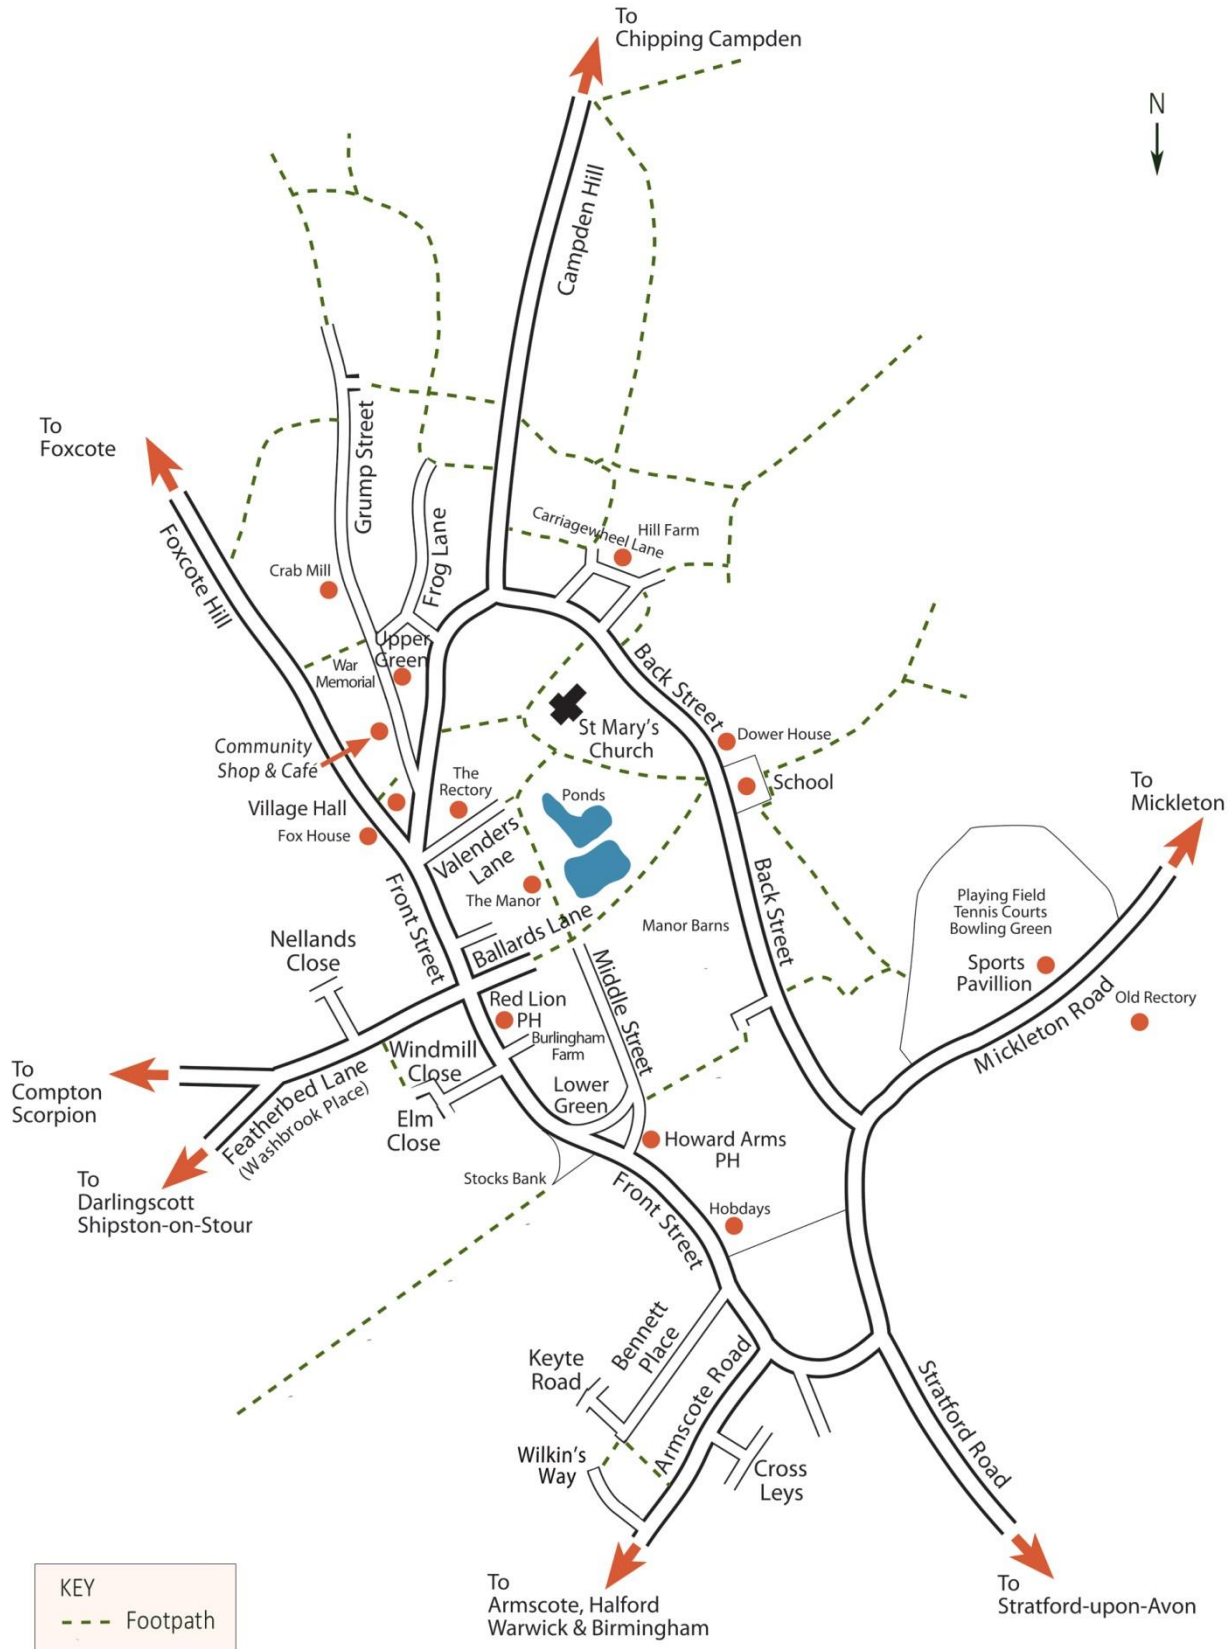 To
Chipping Campden
N
Campden Hill
To
Foxcote
Grump Street
Foxcote Hill
Frog Lane
Carriagewheel Lane
Hill Farm
Crab Mill
Upper
Green
War
Memorial
Back Street
St Mary's
Church
Dower House
Community
Shop & Café
The
Rectory
School
To
Mickleton
Village Hall
Ponds
Fox House
Valenders
Lane
Front Street
The Manor
Back Street
Playing Field
Tennis Courts
Bowling Green
Ballards Lane
Manor Barns
Nellands
Close
Middle Street
Sports
Pavillion
Red Lion
PH
Old Rectory
Mickleton Road
Burlingham
Farm
Windmill
Close
To
Compton
Scorpion
Featherbed Lane
(Washbrook Place)
Lower
Green
Elm
Close
Howard Arms
PH
To
Darlingscott
Shipston-on-Stour
Stocks Bank
Front Street
Hobdays
Bennett
Place
Keyte
Road
Armscote Road
Stratford Road
Wilkin's
Way
Cross
Leys
To
Armscote, Halford
Warwick & Birmingham
To
Stratford-upon-Avon
KEY
Footpath